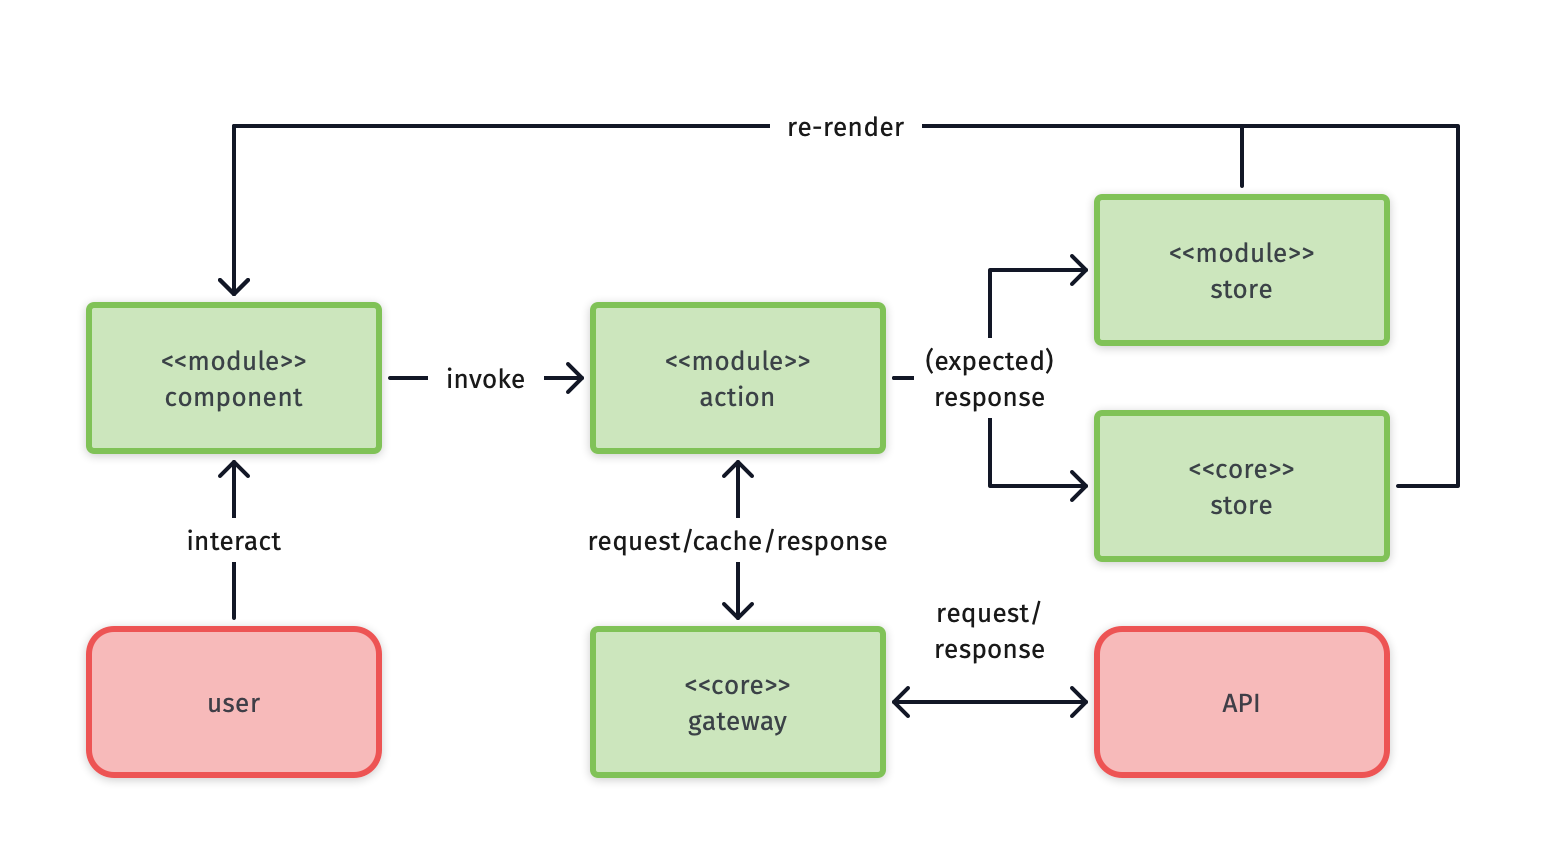 re-render
<<module>>
store
<<module>>
component
invoke
<<module>>
action
(expected)
response
<<core>>
store
interact
request/cache/response
request/
response
user
<<core>>
gateway
API